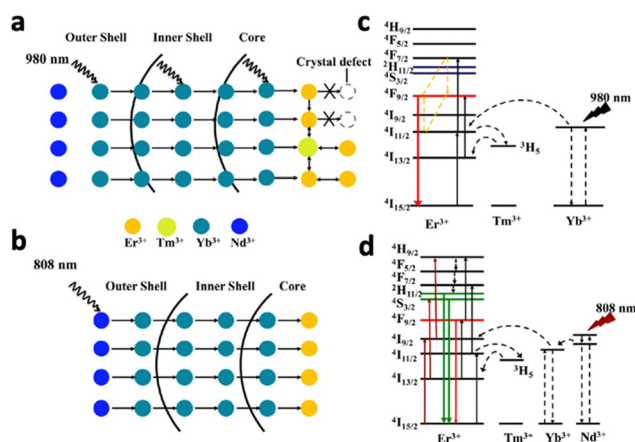 a
980 nm
Outer Shell
Inner Shell
Core
Crystal defect
Er³⁺
Tm³⁺
Yb³⁺
Nd³⁺
b
808 nm
Outer Shell
Inner Shell
Core
c
⁴H₉/₂
⁴F₅/₂
⁴F₇/₂
²H₁₁/₂
⁴S₃/₂
⁴F₉/₂
⁴I₉/₂
⁴I₁₁/₂
⁴I₁₃/₂
⁴I₁₅/₂
³H₅
980 nm
Er³⁺
Tm³⁺
Yb³⁺
d
⁴H₉/₂
⁴F₅/₂
⁴F₇/₂
²H₁₁/₂
⁴S₃/₂
⁴F₉/₂
⁴I₉/₂
⁴I₁₁/₂
⁴I₁₃/₂
⁴I₁₅/₂
³H₅
808 nm
Er³⁺
Tm³⁺
Yb³⁺
Nd³⁺